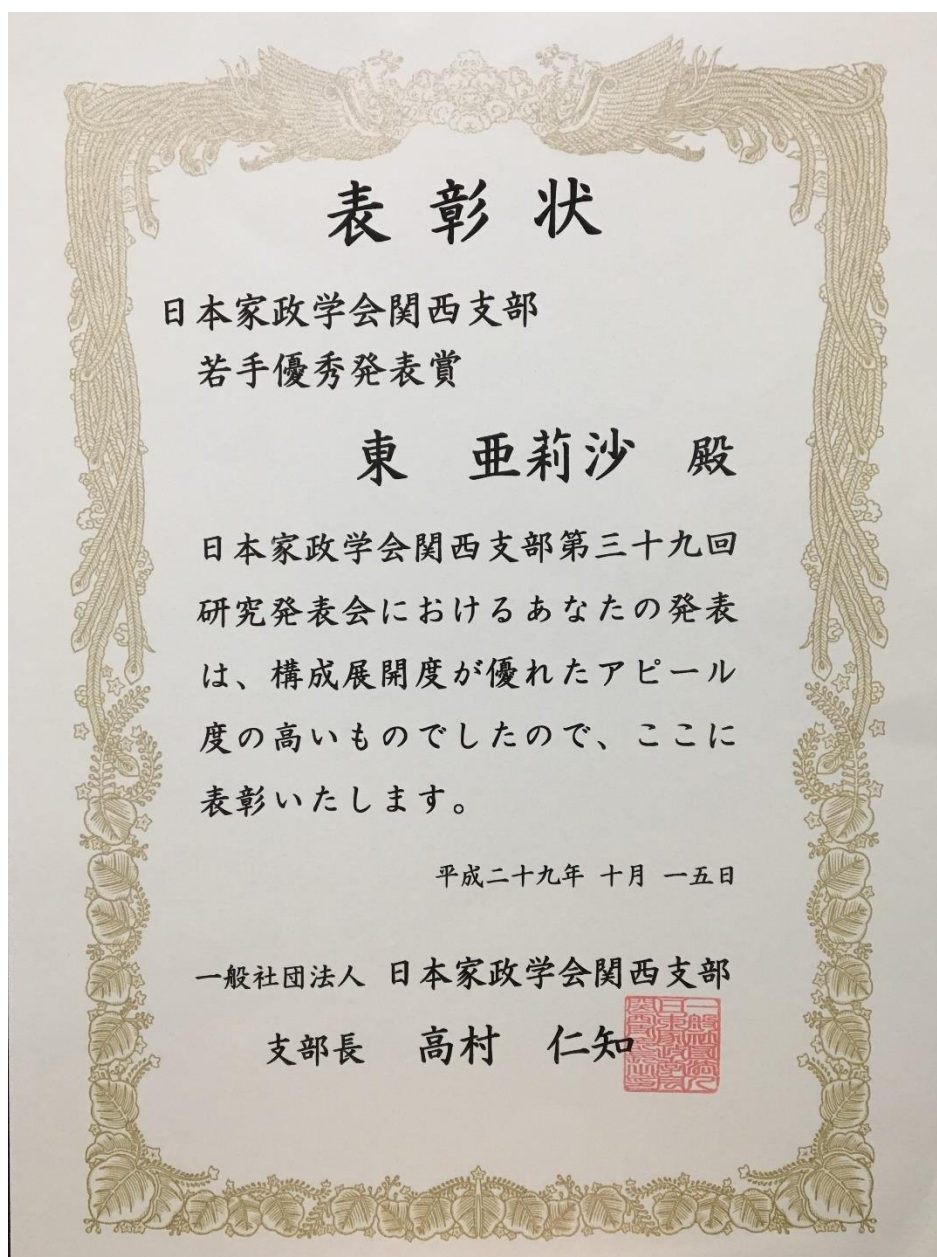 表彰状
日本家政学会関西支部
若手優秀発表賞
東 亜莉沙 殿
日本家政学会関西支部第三十九回
研究発表会におけるあなたの発表
は、構成展開度が優れたアピール
度の高いものでしたので、ここに
表彰いたします。
平成二十九年 十月 一五日
一般社団法人 日本家政学会関西支部
支部長 高村 仁知